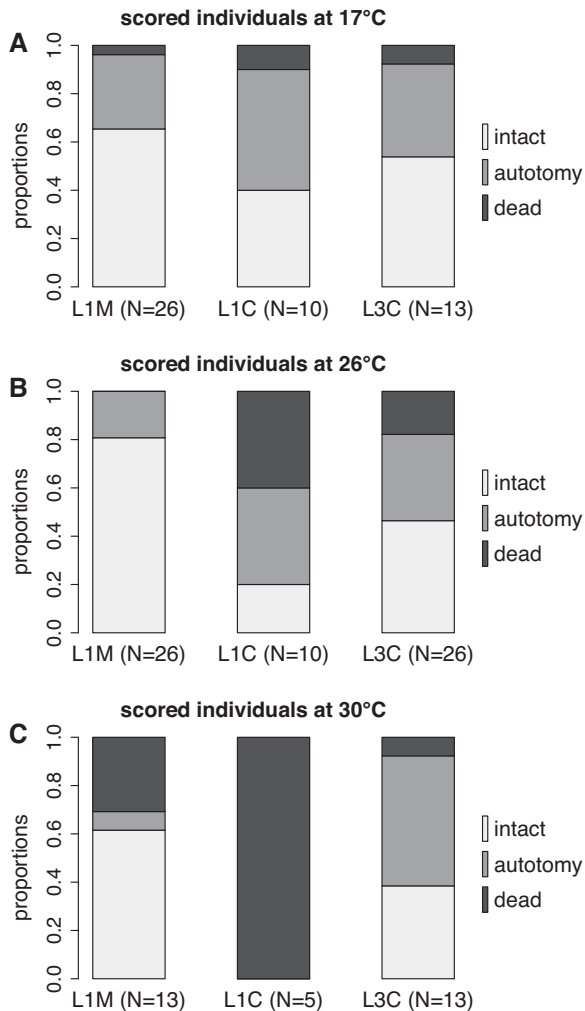 scored individuals at 17°C
A
proportions
0.0 0.2 0.4 0.6 0.8 1.0
intact
autotomy
dead
L1M (N=26) L1C (N=10) L3C (N=13)
scored individuals at 26°C
B
proportions
0.0 0.2 0.4 0.6 0.8 1.0
intact
autotomy
dead
L1M (N=26) L1C (N=10) L3C (N=26)
scored individuals at 30°C
C
proportions
0.0 0.2 0.4 0.6 0.8 1.0
intact
autotomy
dead
L1M (N=13) L1C (N=5) L3C (N=13)